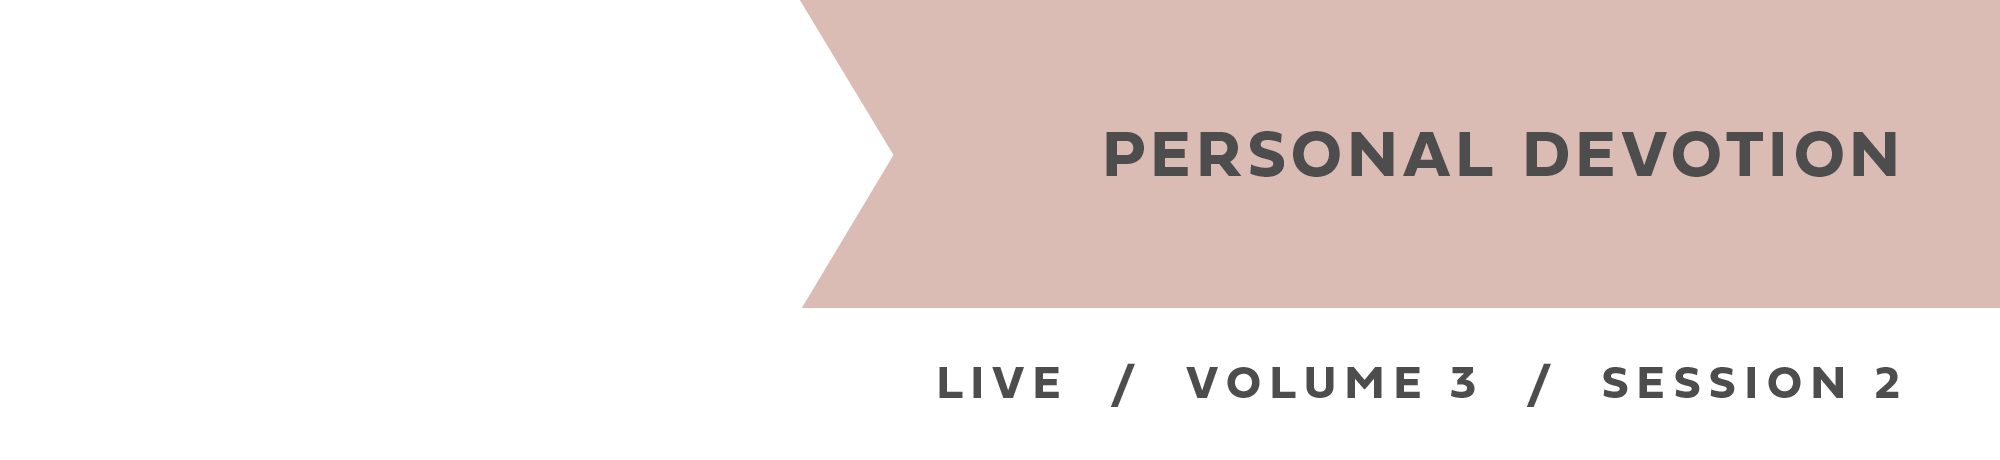 PERSONAL DEVOTION
LIVE / VOLUME 3 / SESSION 2